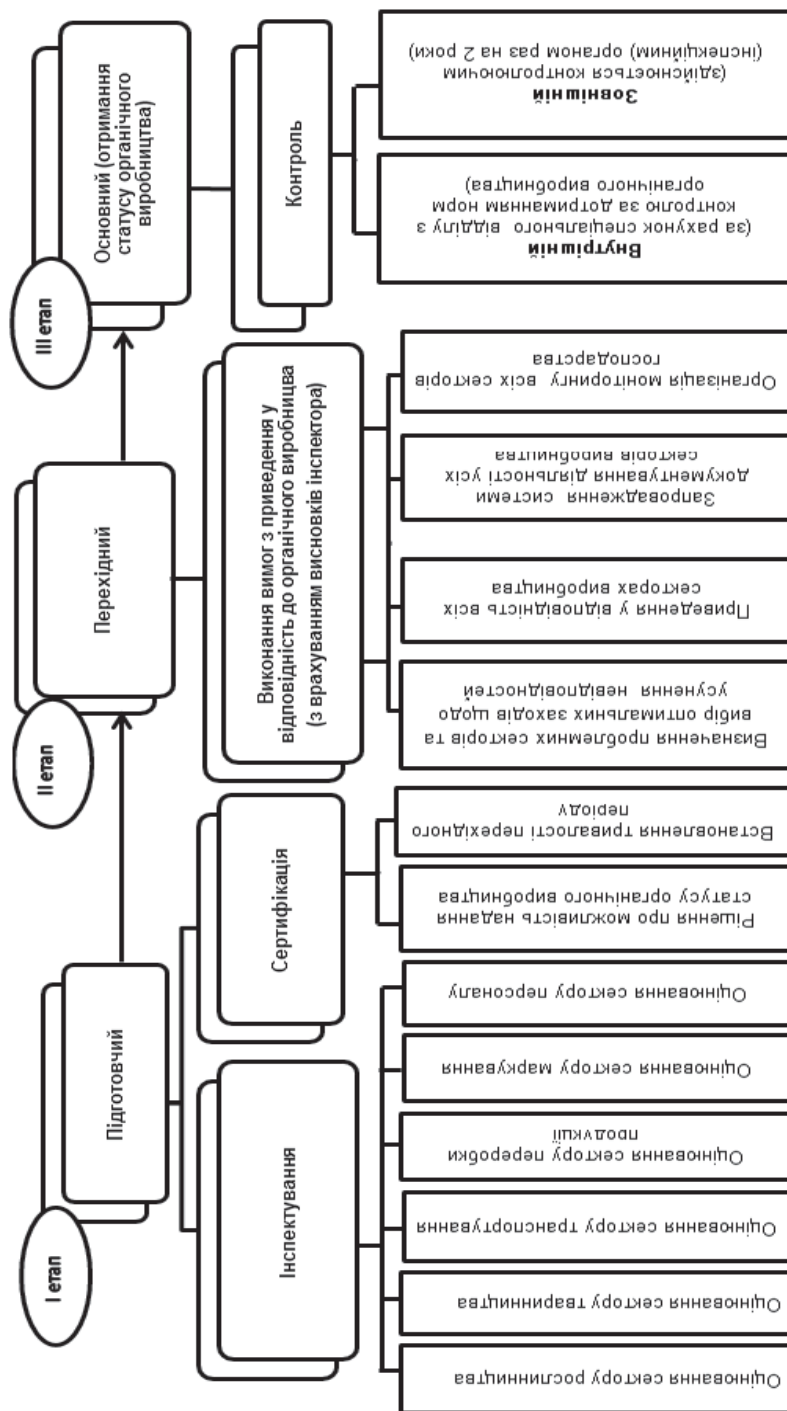 І етап
ІІ етап
ІІІ етап
Підготовчий
Перехідний
Основний (отримання
статусу органічного
виробництва)
Інспектування
Сертифікація
Виконання вимог з приведення у
відповідність до органічного виробницва
(з врахуванням висновків інспектора)
Контроль
Оцінювання сектору рослинництва
Оцінювання сектору тваринництва
Оцінювання сектору транспортування
Оцінювання сектору переробки
продукції
Оцінювання сектору маркування
Оцінювання сектору персоналу
Рішення про можливість надання
статусу органічного виробництва
Встановлення тривалості перехідного
періоду
Визначення проблемних секторів та
вибір оптимальних заходів щодо
усунення невідповідностей
Приведення у відповідність всіх
секторах виробництва
Запровадження системи
документування діяльності усіх
секторів виробництва
Організація моніторингу всіх секторів
господарства
Внутрішній
(за рахунок спеціального відділу з
контролю за дотриманням норм
органічного виробництва)
Зовнішній
(здійснюється контролюючим
(інспекційним) органом раз на 2 роки)